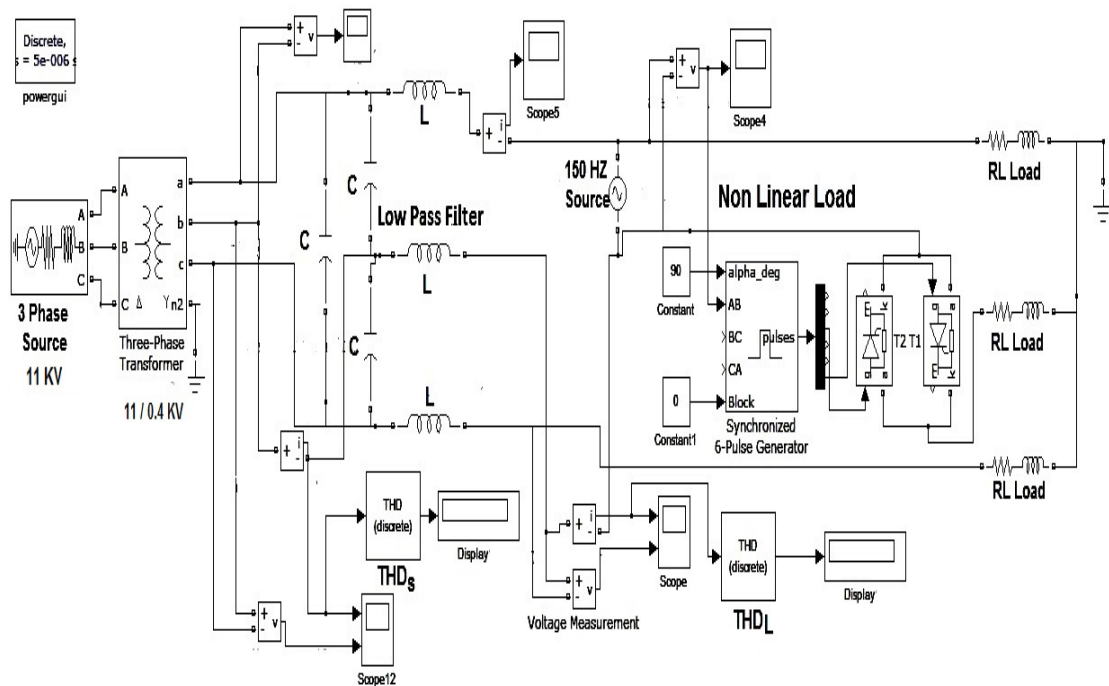 Discrete,
s = 5e-006 s
powergui
+
-
v
L
+
-
i
Scope5
+
-
v
Scope4
150 HZ
Source
Non Linear Load
RL Load
A
B
C
3 Phase
Source
11 KV
A
B
C
Δ
a
b
c
Yn2
Three-Phase
Transformer
11 / 0.4 KV
C
C
C
Low Pass Filter
L
L
90
Constant
0
Constant1
alpha_deg
AB
BC
CA
Block
pulses
Synchronized
6-Pulse Generator
E
k
g
a
T2 T1
g
a
E
k
RL Load
RL Load
+
-
i
THD
(discrete)
THDS
Display
+
-
v
Scope12
+
-
i
+
-
v
Voltage Measurement
Scope
THD
(discrete)
THDL
Display